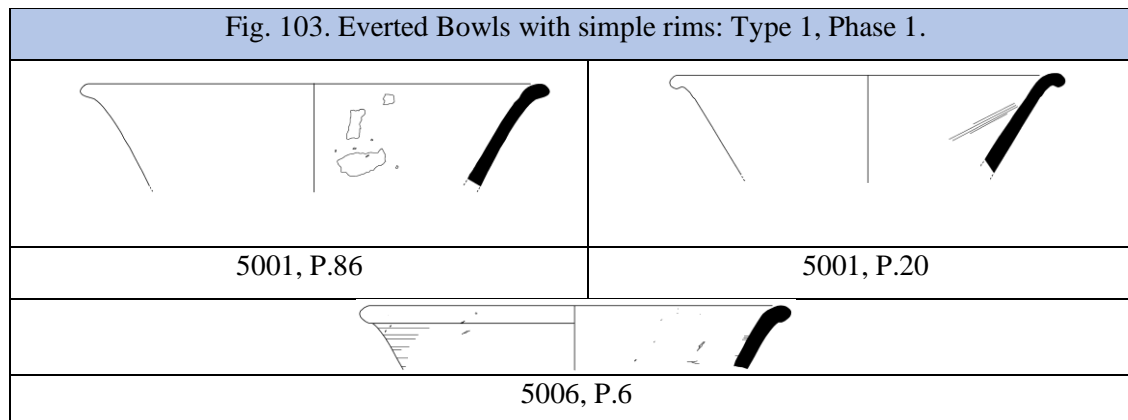 Fig. 103. Everted Bowls with simple rims: Type 1, Phase 1.
5001, P.86
5001, P.20
5006, P.6